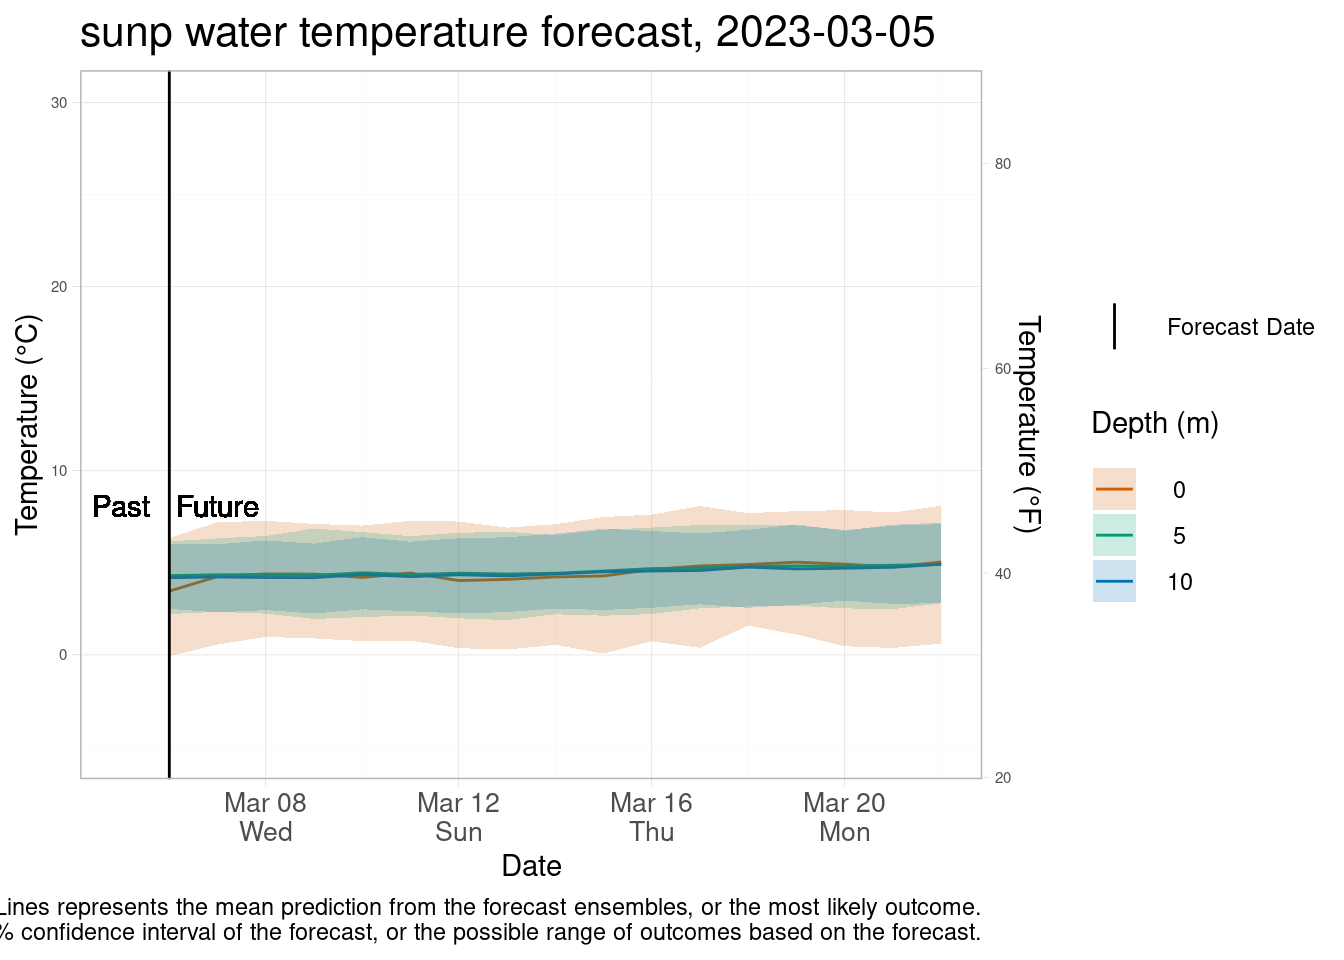 sunp water temperature forecast, 2023-03-05
30
20
10
0
Temperature (°C)
80
60
40
20
Temperature (°F)
Past
Future
Mar 08
Wed
Mar 12
Sun
Mar 16
Thu
Mar 20
Mon
Date
Forecast Date
Depth (m)
0
5
10
Lines represents the mean prediction from the forecast ensembles, or the most likely outcome.
% confidence interval of the forecast, or the possible range of outcomes based on the forecast.